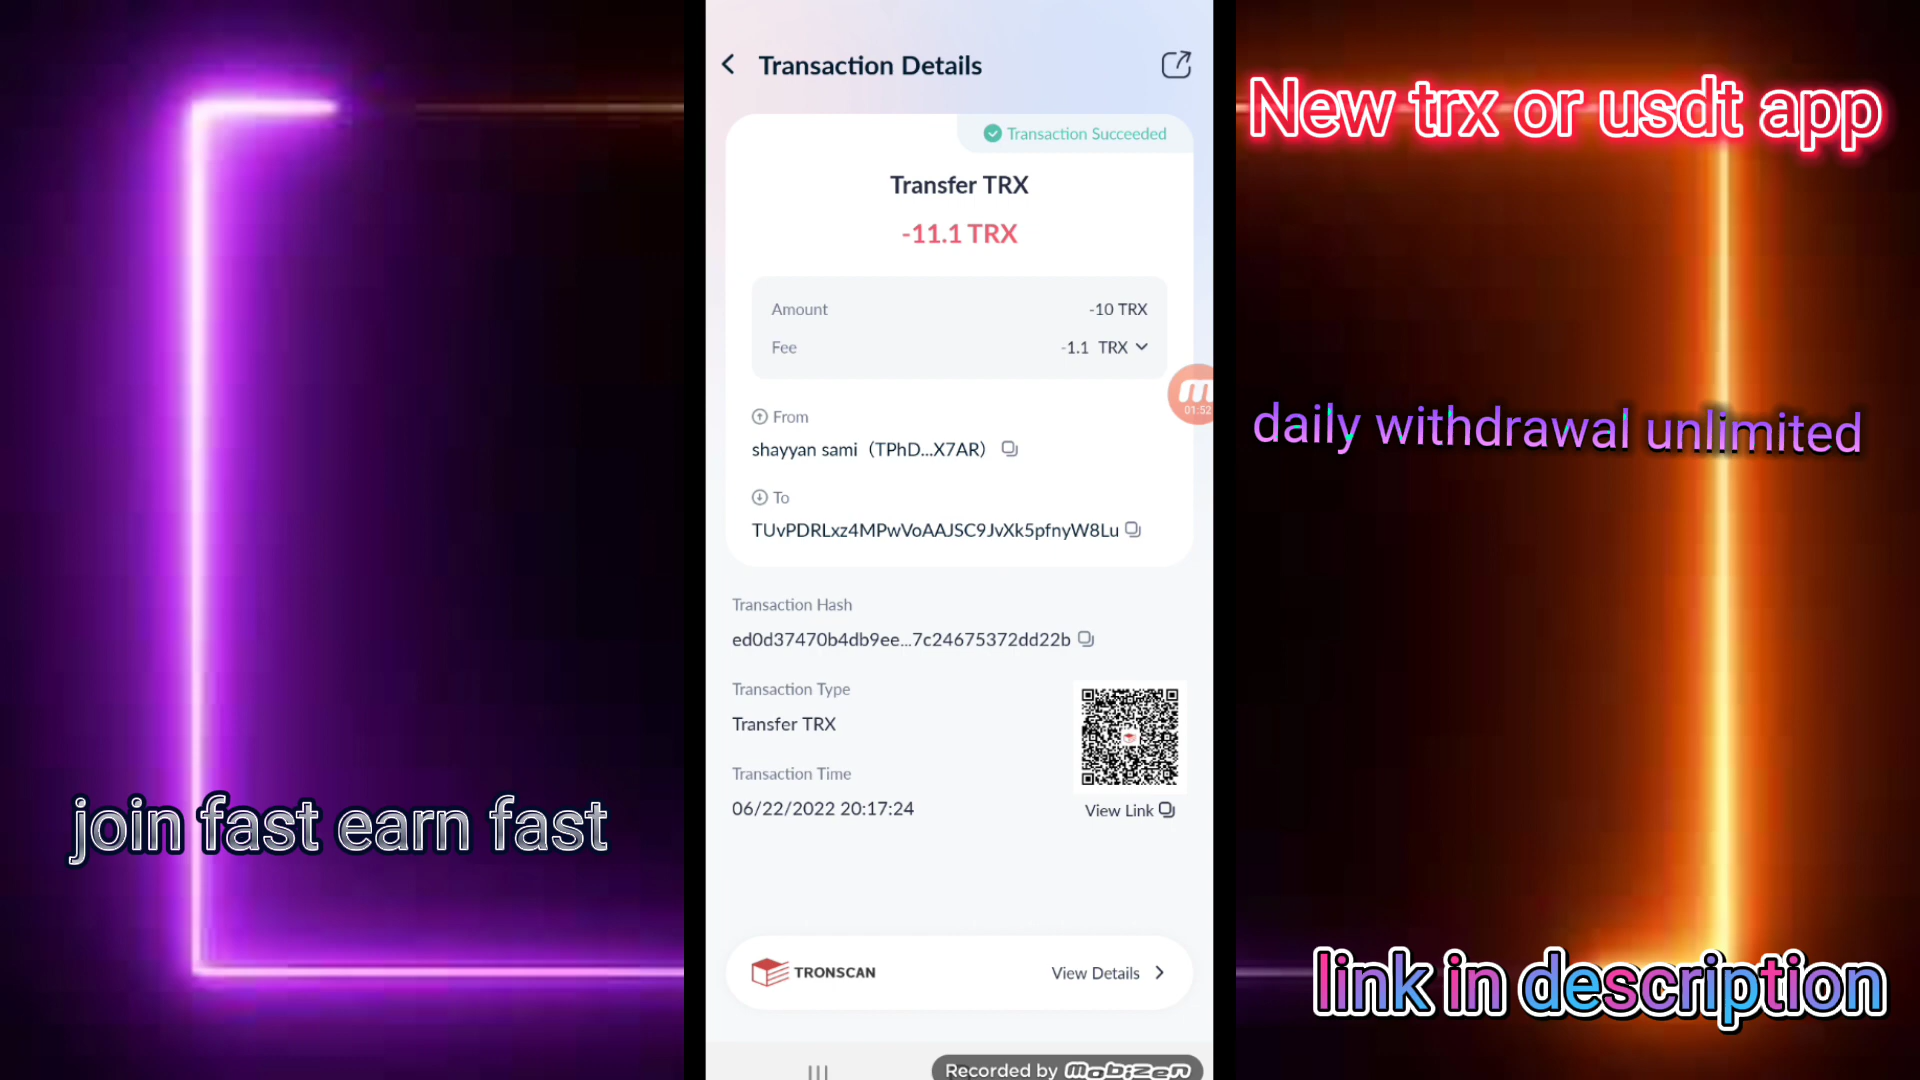 Transaction Details
Transaction Succeeded
Transfer TRX
-11.1 TRX
Amount -10 TRX
Fee -1.1 TRX
From
shayyan sami (TPhD...X7AR)
To
TUvPDRLxz4MPwVoAAJSC9JvXk5pfnyW8Lu
Transaction Hash
ed0d37470b4db9ee...7c24675372dd22b
Transaction Type
Transfer TRX
Transaction Time
06/22/2022 20:17:24
View Link
TRONSCAN View Details
Recorded by MOBIZEN
m
01:52
New trx or usdt app
daily withdrawal unlimited
join fast earn fast
link in description